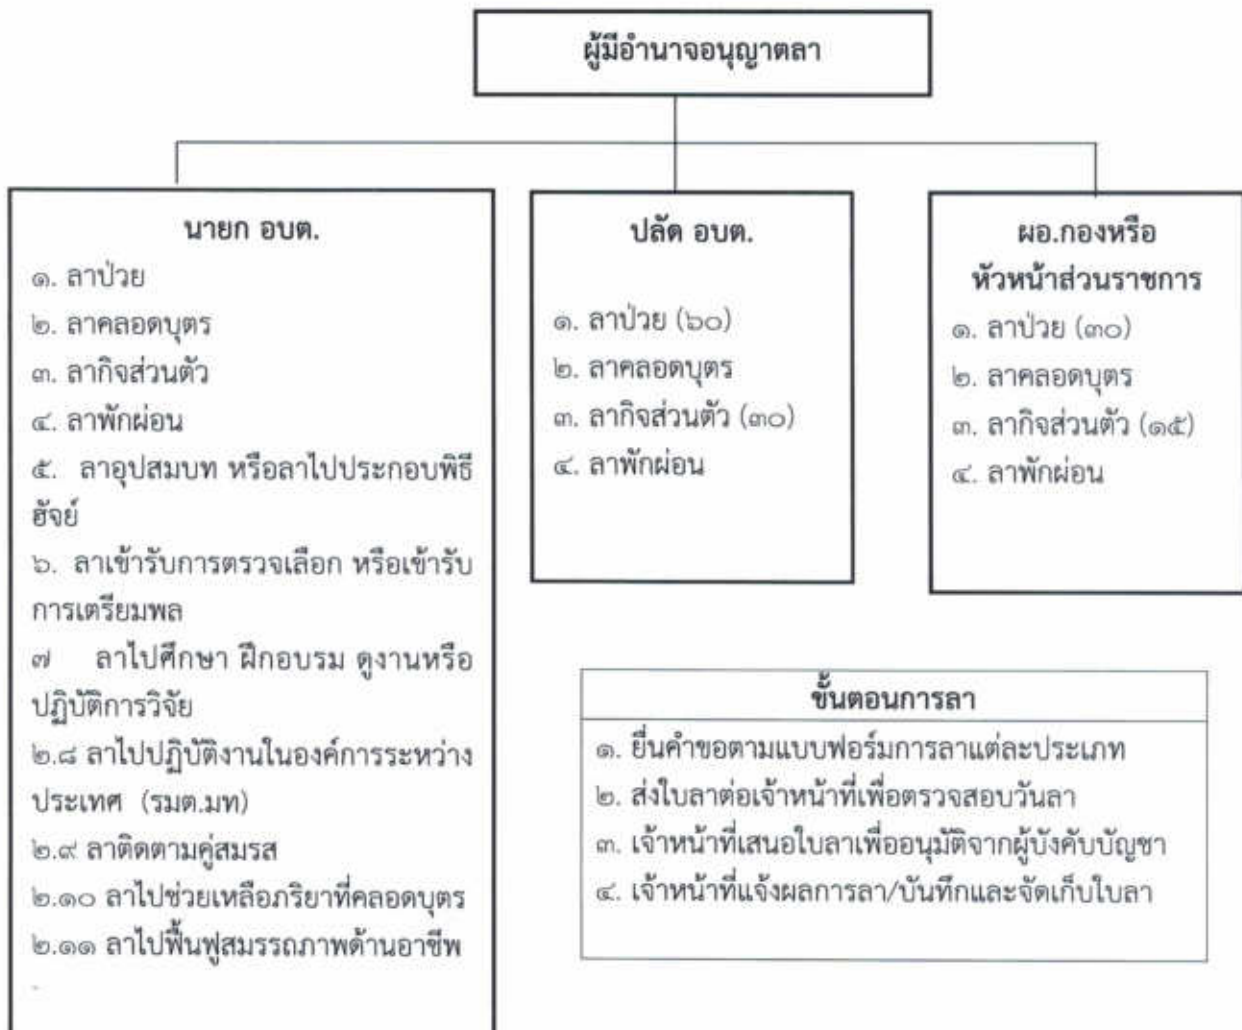 ผู้มีอำนาจอนุญาตลา
นายก อบต.
๑. ลาป่วย
๒. ลาคลอดบุตร
๓. ลากิจส่วนตัว
๔. ลาพักผ่อน
๕. ลาอุปสมบท หรือลาไปประกอบพิธี
ฮัจย์
๖. ลาเข้ารับการตรวจเลือก หรือเข้ารับ
การเตรียมพล
๗ ลาไปศึกษา ฝึกอบรม ดูงานหรือ
ปฏิบัติการวิจัย
๒.๘ ลาไปปฏิบัติงานในองค์การระหว่าง
ประเทศ (รมต.มท)
๒.๙ ลาติดตามคู่สมรส
๒.๑๐ ลาไปช่วยเหลือภริยาที่คลอดบุตร
๒.๑๑ ลาไปฟื้นฟูสมรรถภาพด้านอาชีพ
ปลัด อบต.
๑. ลาป่วย (๖๐)
๒. ลาคลอดบุตร
๓. ลากิจส่วนตัว (๓๐)
๔. ลาพักผ่อน
ผอ.กองหรือ
หัวหน้าส่วนราชการ
๑. ลาป่วย (๓๐)
๒. ลาคลอดบุตร
๓. ลากิจส่วนตัว (๑๕)
๔. ลาพักผ่อน
ขั้นตอนการลา
๑. ยื่นคำขอตามแบบฟอร์มการลาแต่ละประเภท
๒. ส่งใบลาต่อเจ้าหน้าที่เพื่อตรวจสอบวันลา
๓. เจ้าหน้าที่เสนอใบลาเพื่ออนุมัติจากผู้บังคับบัญชา
๔. เจ้าหน้าที่แจ้งผลการลา/บันทึกและจัดเก็บใบลา